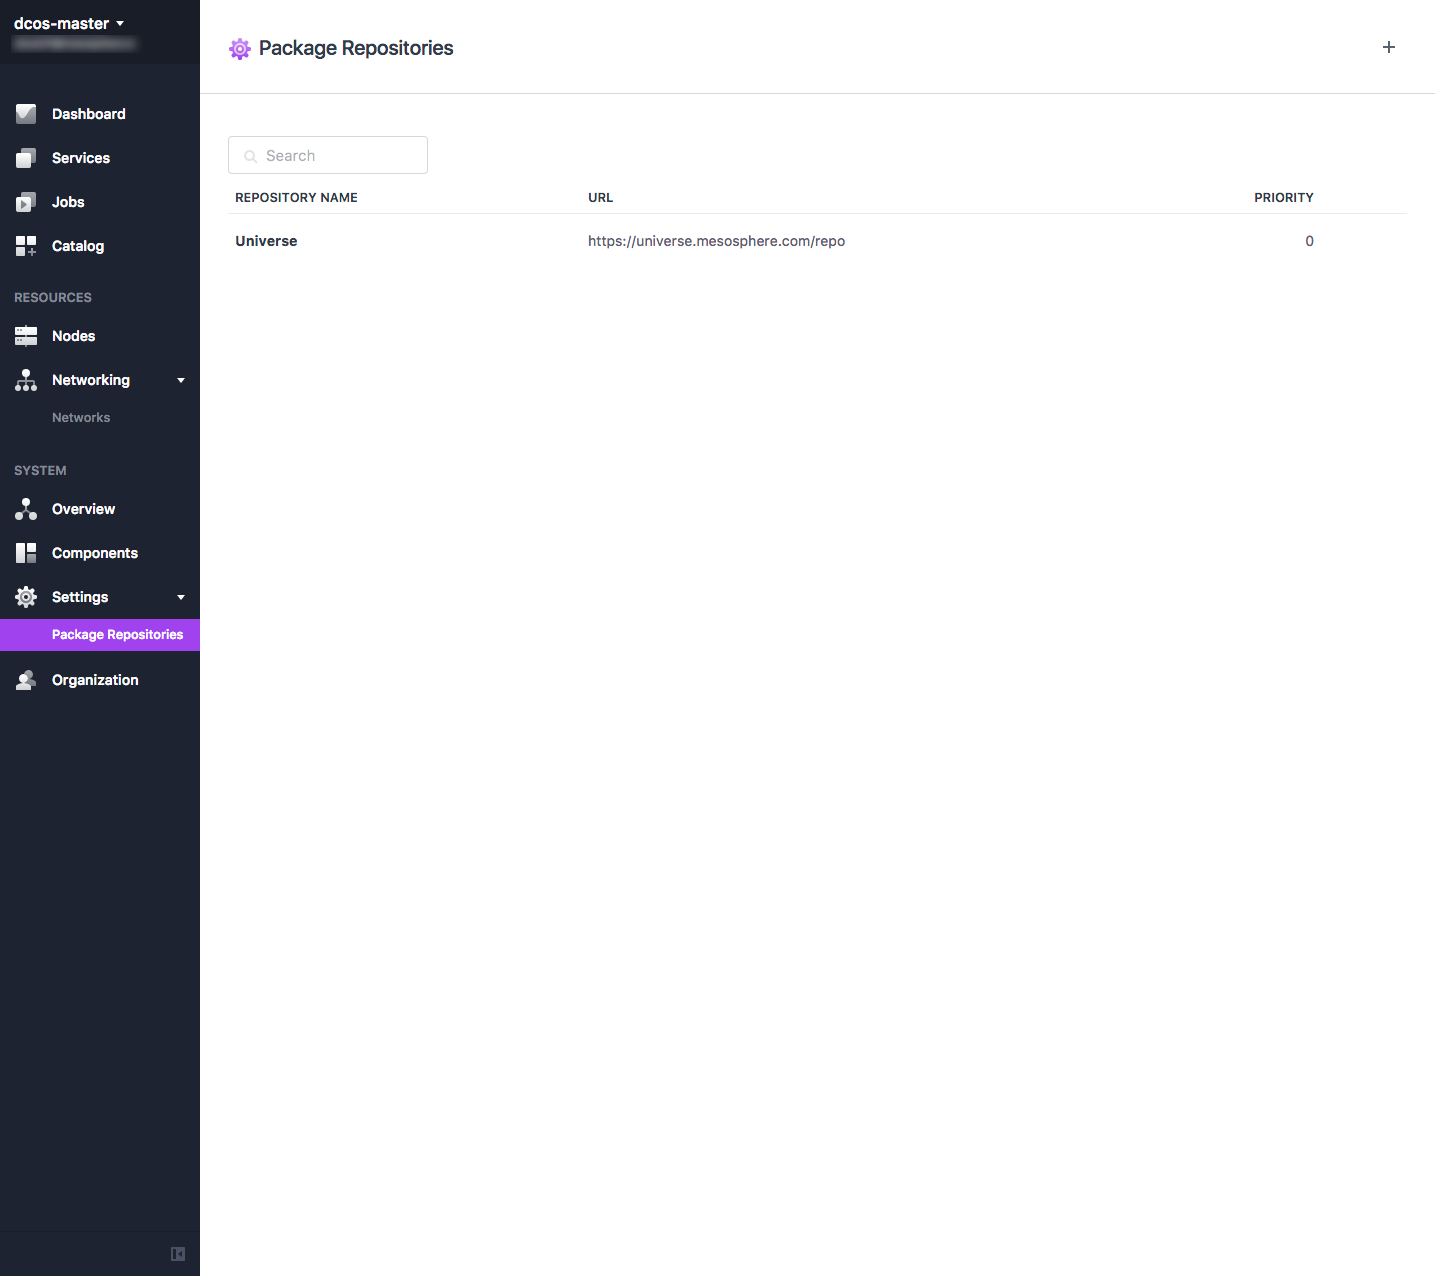 dcos-master
Package Repositories
Dashboard
Services
Jobs
Catalog
RESOURCES
Nodes
Networking
Networks
SYSTEM
Overview
Components
Settings
Package Repositories
Organization
Search
REPOSITORY NAME URL PRIORITY
Universe https://universe.mesosphere.com/repo 0